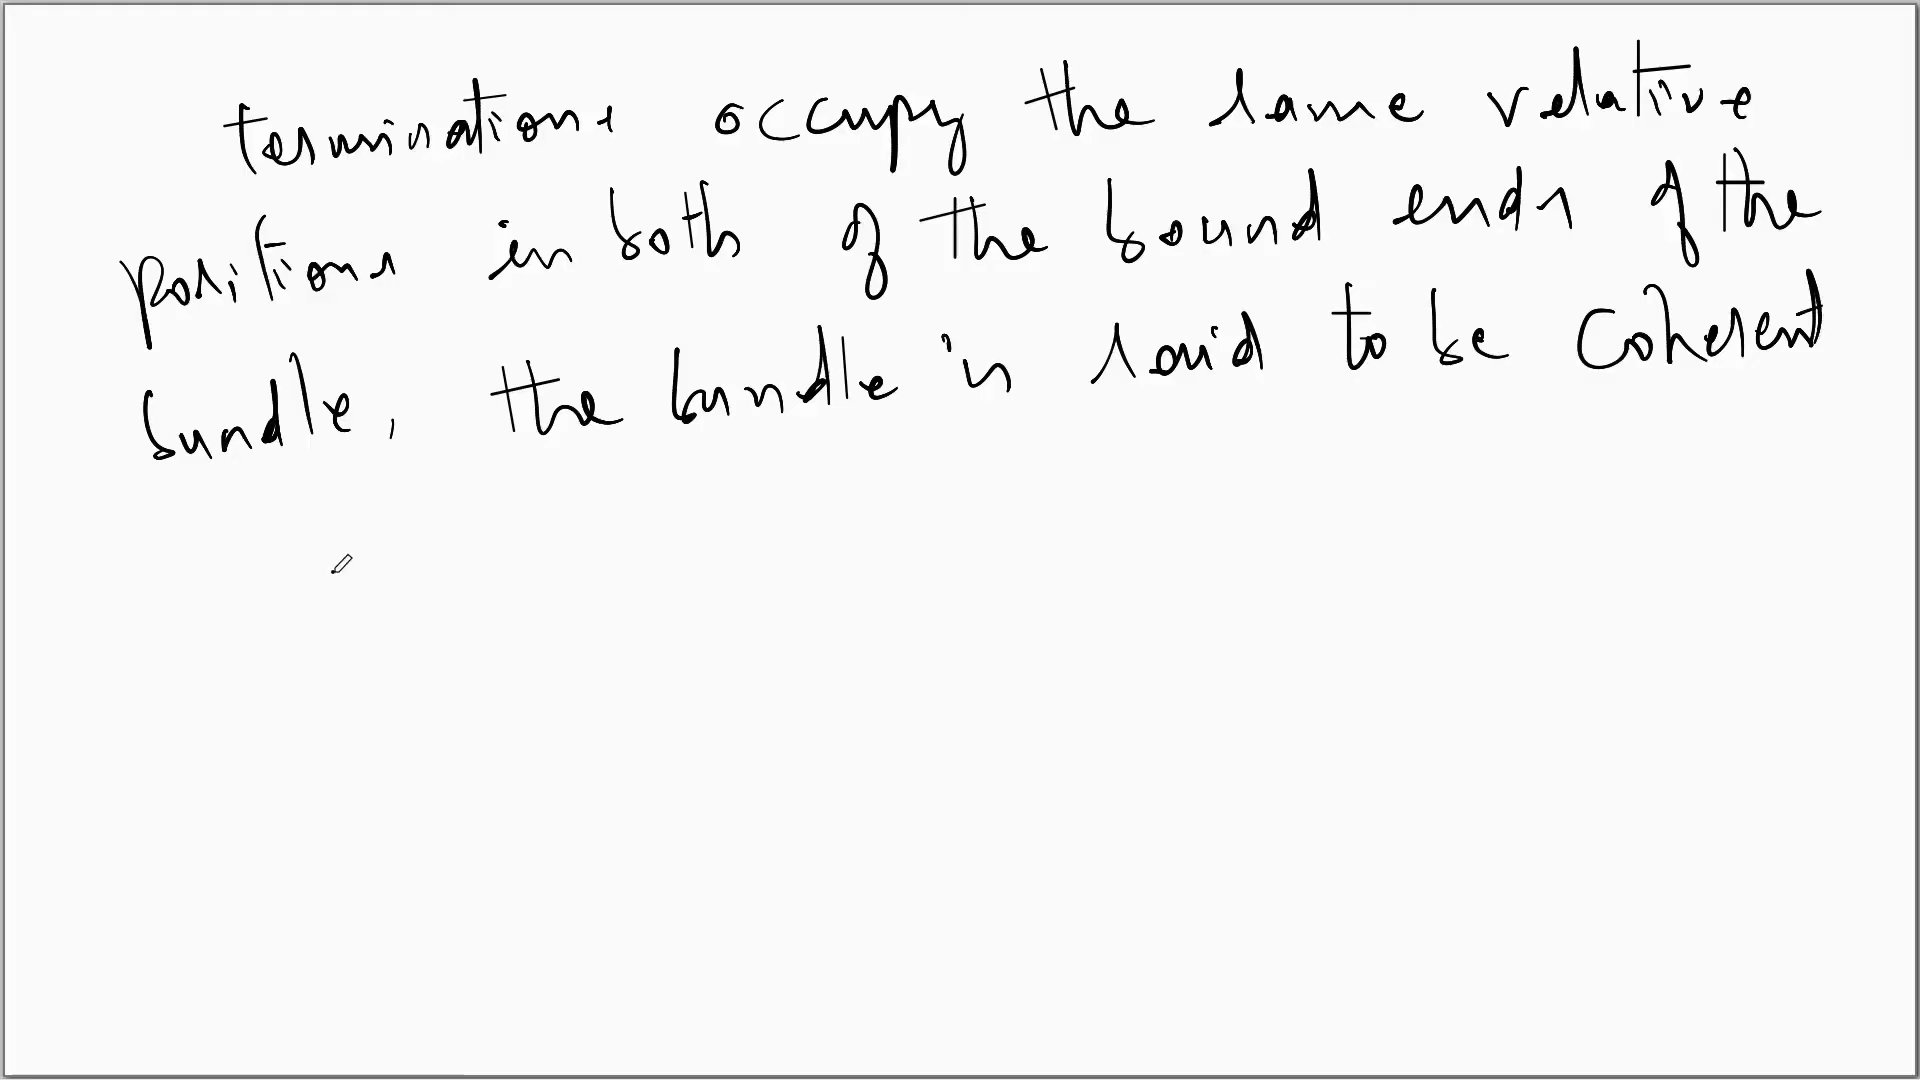 terminations occupy the same relative
positions in both of the bound ends of the
bundle, the bundle is said to be coherent